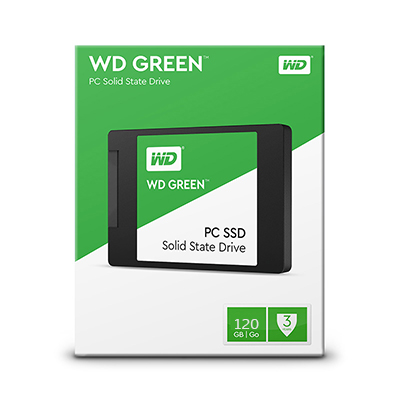 WD GREEN™
PC Solid State Drive
WD
WD
WD GREEN™
PC SSD
Solid State Drive
120
GB | Go
3